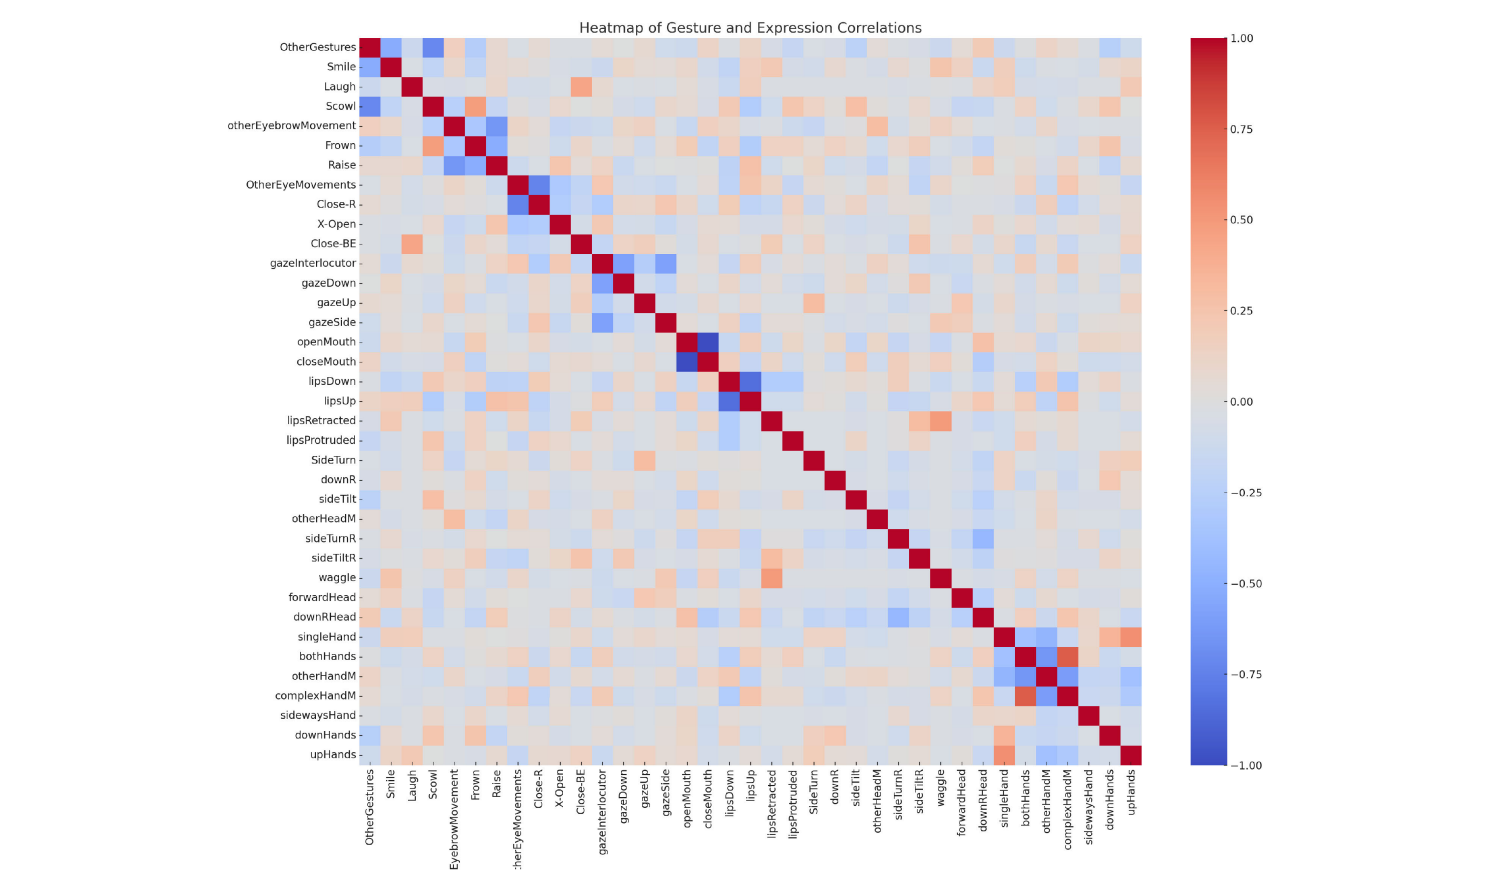 Heatmap of Gesture and Expression Correlations
OtherGestures
Smile
Laugh
Scowl
otherEyebrowMovement
Frown
Raise
OtherEyeMovements
Close-R
X-Open
Close-BE
gazeInterlocutor
gazeDown
gazeUp
gazeSide
openMouth
closeMouth
lipsDown
lipsUp
lipsRetracted
lipsProtruded
SideTurn
downR
sideTilt
otherHeadM
sideTurnR
sideTiltR
waggle
forwardHead
downRHead
singleHand
bothHands
otherHandM
complexHandM
sidewaysHand
downHands
upHands
OtherGestures
Smile
Laugh
Scowl
EyebrowMovement
Frown
Raise
therEyeMovements
Close-R
X-Open
Close-BE
gazeInterlocutor
gazeDown
gazeUp
gazeSide
openMouth
closeMouth
lipsDown
lipsUp
lipsRetracted
lipsProtruded
SideTurn
downR
sideTilt
otherHeadM
sideTurnR
sideTiltR
waggle
forwardHead
downRHead
singleHand
bothHands
otherHandM
complexHandM
sidewaysHand
downHands
upHands
1.00
0.75
0.50
0.25
0.00
−0.25
−0.50
−0.75
−1.00